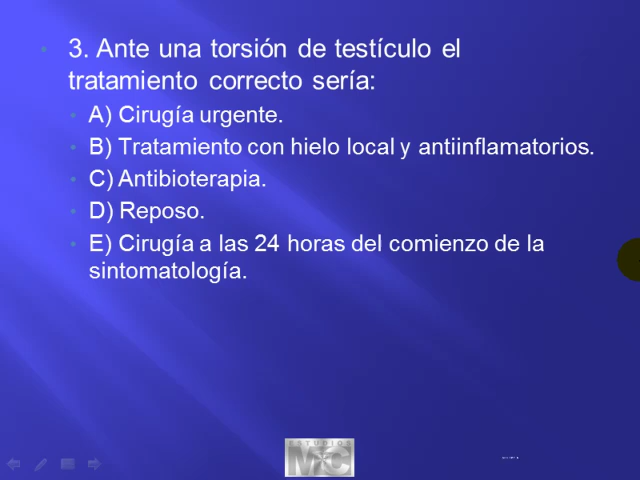 3. Ante una torsión de testículo el
tratamiento correcto sería:
A) Cirugía urgente.
B) Tratamiento con hielo local y antiinflamatorios.
C) Antibioterapia.
D) Reposo.
E) Cirugía a las 24 horas del comienzo de la
sintomatología.
ESTUDIOS
MFC